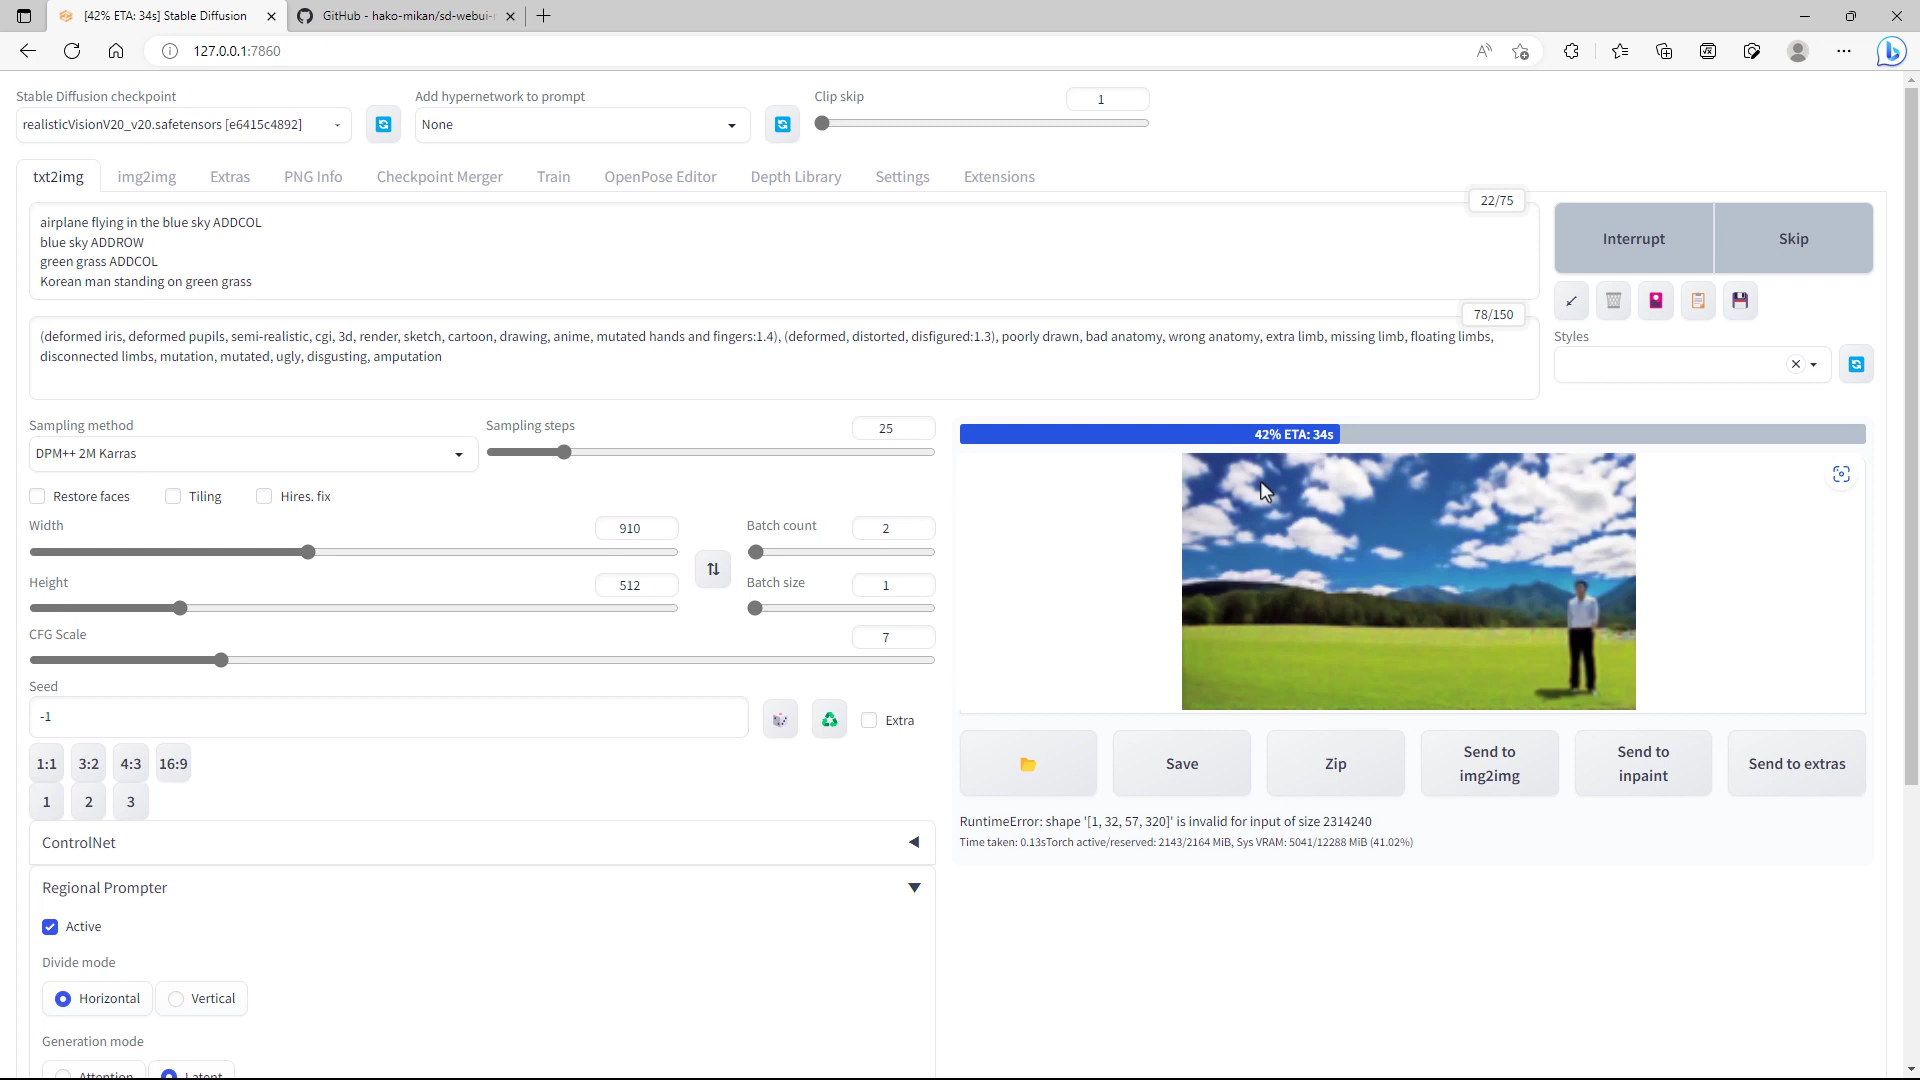 [42% ETA: 34s] Stable Diffusion
GitHub - hako-mikan/sd-webui-r
127.0.0.1:7860
Stable Diffusion checkpoint
Add hypernetwork to prompt
Clip skip
1
realisticVisionV20_v20.safetensors [e6415c4892]
None
txt2img
img2img
Extras
PNG Info
Checkpoint Merger
Train
OpenPose Editor
Depth Library
Settings
Extensions
22/75
airplane flying in the blue sky ADDCOL
blue sky ADDROW
green grass ADDCOL
Korean man standing on green grass
Interrupt
Skip
78/150
(deformed iris, deformed pupils, semi-realistic, cgi, 3d, render, sketch, cartoon, drawing, anime, mutated hands and fingers:1.4), (deformed, distorted, disfigured:1.3), poorly drawn, bad anatomy, wrong anatomy, extra limb, missing limb, floating limbs,
disconnected limbs, mutation, mutated, ugly, disgusting, amputation
Styles
Sampling method
DPM++ 2M Karras
Sampling steps
25
42% ETA: 34s
Restore faces
Tiling
Hires. fix
Width
910
Batch count
2
Height
512
Batch size
1
CFG Scale
7
Seed
-1
Extra
1:1
3:2
4:3
16:9
1
2
3
Save
Zip
Send to
img2img
Send to
inpaint
Send to extras
RuntimeError: shape '[1, 32, 57, 320]' is invalid for input of size 2314240
Time taken: 0.13sTorch active/reserved: 2143/2164 MiB, Sys VRAM: 5041/12288 MiB (41.02%)
ControlNet
Regional Prompter
Active
Divide mode
Horizontal
Vertical
Generation mode
Attention
Latent